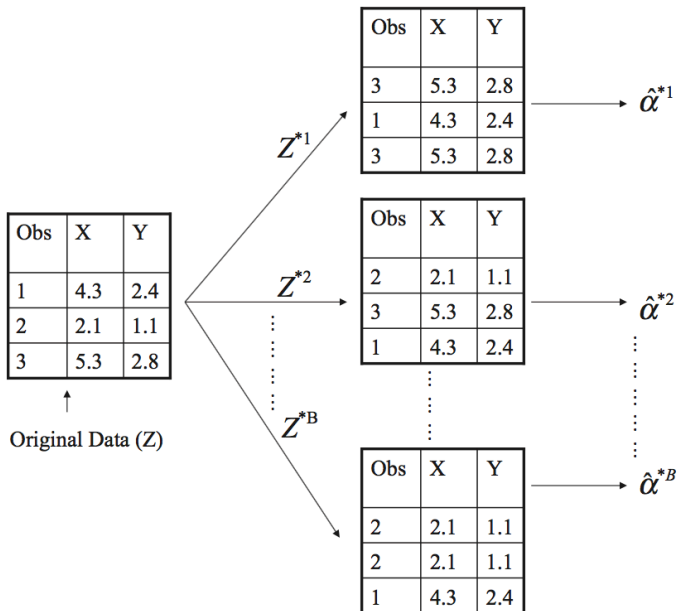 Obs X Y
3 5.3 2.8
1 4.3 2.4
3 5.3 2.8
Z*1
α̂*1
Obs X Y
1 4.3 2.4
2 2.1 1.1
3 5.3 2.8
Original Data (Z)
Z*2
Obs X Y
2 2.1 1.1
3 5.3 2.8
1 4.3 2.4
α̂*2
Z*B
Obs X Y
2 2.1 1.1
2 2.1 1.1
1 4.3 2.4
α̂*B